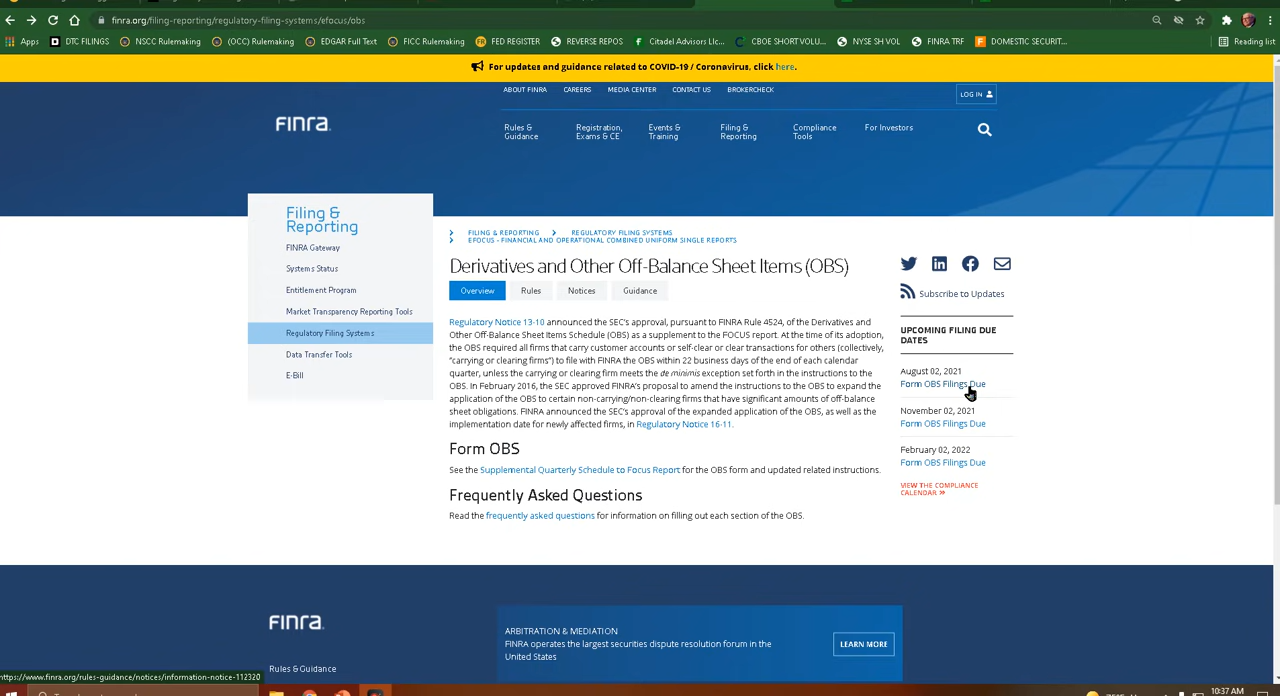 finra.org/filing-reporting/regulatory-filing-systems/efocus/obs
Apps DTC FILINGS NSCC Rulemaking (OCC) Rulemaking EDGAR Full Text FICC Rulemaking FED REGISTER REVERSE REPOS Citadel Advisors Llc... CBOE SHORT VOLU... NYSE SH VOL FINRA TRF DOMESTIC SECURIT... Reading list
For updates and guidance related to COVID-19 / Coronavirus, click here.
ABOUT FINRA CAREERS MEDIA CENTER CONTACT US BROKERCHECK
LOG IN
FINRA
Rules & Guidance
Registration, Exams & CE
Events & Training
Filing & Reporting
Compliance Tools
For Investors
Filing &
Reporting
FINRA Gateway
Systems Status
Entitlement Program
Market Transparency Reporting Tools
Regulatory Filing Systems
Data Transfer Tools
E-Bill
FILING & REPORTING REGULATORY FILING SYSTEMS
EFOCUS - FINANCIAL AND OPERATIONAL COMBINED UNIFORM SINGLE REPORTS
Derivatives and Other Off-Balance Sheet Items (OBS)
Overview Rules Notices Guidance
Regulatory Notice 13-10 announced the SEC's approval, pursuant to FINRA Rule 4524, of the Derivatives and
Other Off-Balance Sheet Items Schedule (OBS) as a supplement to the FOCUS report. At the time of its adoption,
the OBS required all firms that carry customer accounts or self-clear or clear transactions for others (collectively,
"carrying or clearing firms") to file with FINRA the OBS within 22 business days of the end of each calendar
quarter, unless the carrying or clearing firm meets the de minimis exception set forth in the instructions to the
OBS. In February 2016, the SEC approved FINRA's proposal to amend the instructions to the OBS to expand the
application of the OBS to certain non-carrying/non-clearing firms that have significant amounts of off-balance
sheet obligations. FINRA announced the SEC's approval of the expanded application of the OBS, as well as the
implementation date for newly affected firms, in Regulatory Notice 16-11.
Form OBS
See the Supplemental Quarterly Schedule to Focus Report for the OBS form and updated related instructions.
Frequently Asked Questions
Read the frequently asked questions for information on filling out each section of the OBS.
Subscribe to Updates
UPCOMING FILING DUE
DATES
August 02, 2021
Form OBS Filings Due
November 02, 2021
Form OBS Filings Due
February 02, 2022
Form OBS Filings Due
VIEW THE COMPLIANCE
CALENDAR »
FINRA
Rules & Guidance
ARBITRATION & MEDIATION
FINRA operates the largest securities dispute resolution forum in the
United States
LEARN MORE
https://www.finra.org/rules-guidance/notices/information-notice-112320
10:37 AM